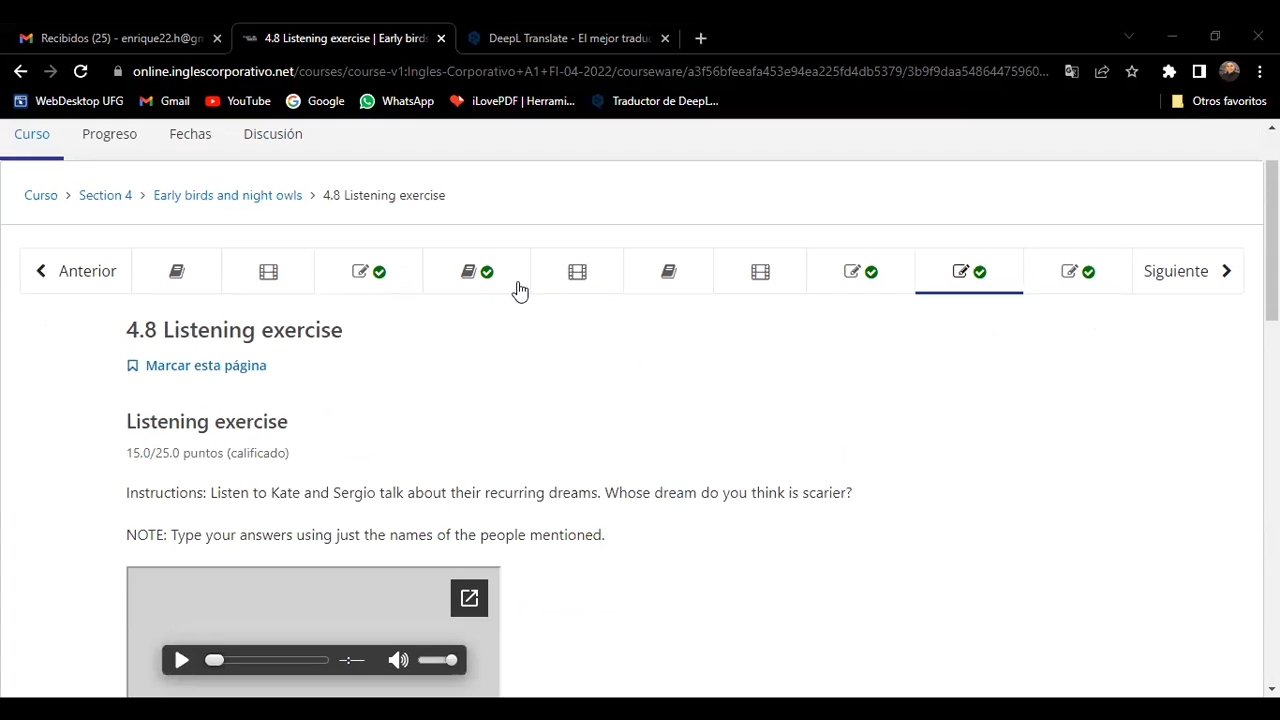 Recibidos (25) - enrique22.h@gm
4.8 Listening exercise | Early birds
DeepL Translate - El mejor tradu
online.inglescorporativo.net/courses/course-v1:Ingles-Corporativo+A1+FI-04-2022/courseware/a3f56bfeeafa453e94ea225fd4db5379/3b9f9daa54864475960...
WebDesktop UFG
Gmail
YouTube
Google
WhatsApp
iLovePDF | Herrami...
Traductor de DeepL...
Otros favoritos
Curso
Progreso
Fechas
Discusión
Curso > Section 4 > Early birds and night owls > 4.8 Listening exercise
Anterior
Siguiente
4.8 Listening exercise
Marcar esta página
Listening exercise
15.0/25.0 puntos (calificado)
Instructions: Listen to Kate and Sergio talk about their recurring dreams. Whose dream do you think is scarier?
NOTE: Type your answers using just the names of the people mentioned.
-:--